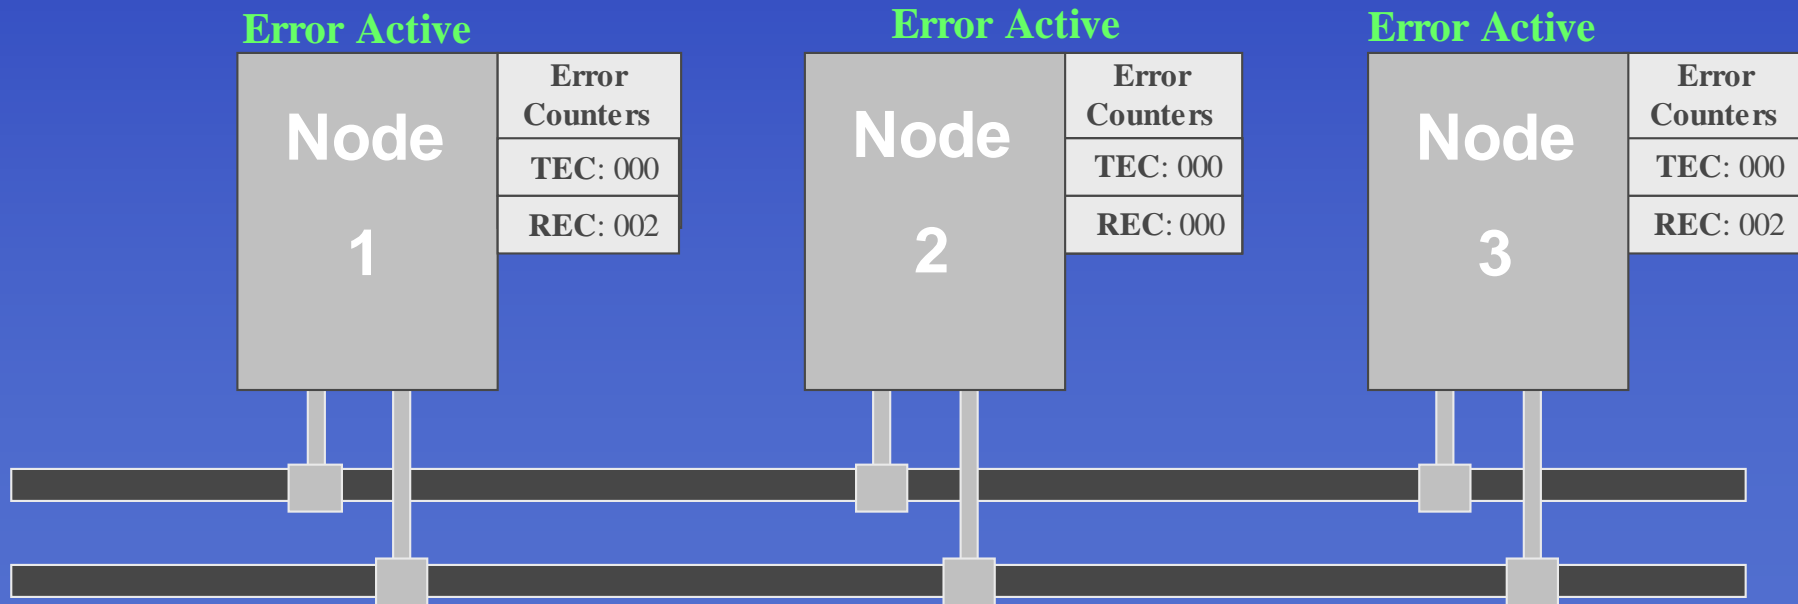 Error Active
Node
1
Error
Counters
TEC: 000
REC: 002
Error Active
Node
2
Error
Counters
TEC: 000
REC: 000
Error Active
Node
3
Error
Counters
TEC: 000
REC: 002